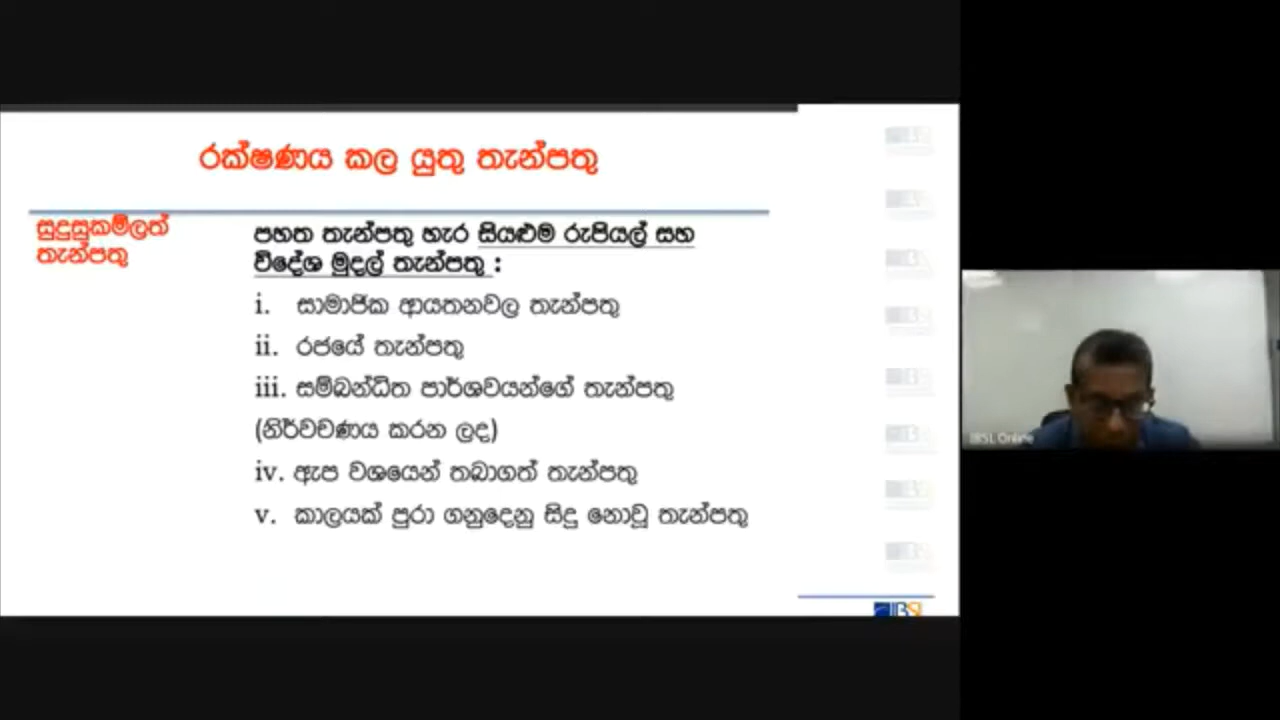 රක්ෂණය කල යුතු තැන්පතු
සුදුසුකම්ලත්
තැන්පතු
පහත තැන්පතු හැර සියළුම රුපියල් සහ
විදේශ මුදල් තැන්පතු :
i. සාමාජික ආයතනවල තැන්පතු
ii. රජයේ තැන්පතු
iii. සම්බන්ධිත පාර්ශවයන්ගේ තැන්පතු
(නිර්වචණය කරන ලද)
iv. ඇප වශයෙන් තබාගත් තැන්පතු
v. කාලයක් පුරා ගනුදෙනු සිදු නොවූ තැන්පතු
IBSL
IBSL Online